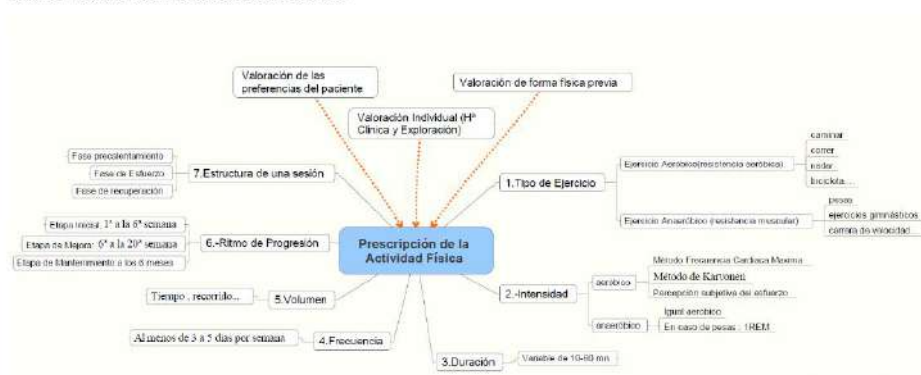 Valoración de las
preferencias del paciente
Valoración de forma física previa
Valoración Individual (Hª
Clínica y Exploración)
Prescripción de la
Actividad Física
1.Tipo de Ejercicio
Ejercicio Aeróbico(resistencia aeróbica)
caminar
correr
nadar
bicicleta...
Ejercicio Anaeróbico (resistencia muscular)
pesas
ejercicios gimnásticos
carrera de velocidad...
2.-Intensidad
aeróbico
Método Frecuencia Cardiaca Maxima
Método de Karvonen
Percepción subjetiva del esfuerzo
anaeróbico
Igual aeróbico
En caso de pesas : 1REM
3.Duración
Variable de 10-60 mn
4.Frecuencia
Al menos de 3 a 5 dias por semana
5.Volumen
Tiempo , recorrido...
6.-Ritmo de Progresión
Etapa Inicial, 1ª a la 6ª semana
Etapa de Mejora: 6ª a la 20ª semana
Etapa de Mantenimiento a los 6 meses
7.Estructura de una sesión
Fase precalentamiento
Fase de Esfuerzo
Fase de recuperación